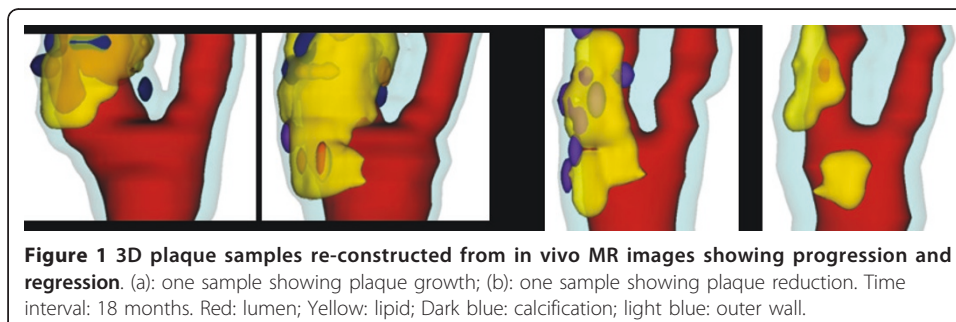 Figure 1 3D plaque samples re-constructed from in vivo MR images showing progression and
regression. (a): one sample showing plaque growth; (b): one sample showing plaque reduction. Time
interval: 18 months. Red: lumen; Yellow: lipid; Dark blue: calcification; light blue: outer wall.